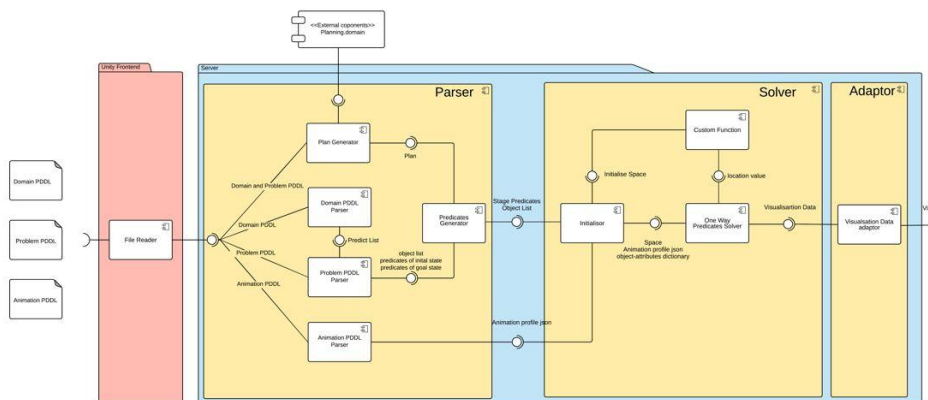 <<External coponents>>
Planning.domain
Unity Frontend
Server
Parser
Solver
Adaptor
Plan Generator
Custom Function
Plan
Domain PDDL
Initialise Space
location value
Domain and Problem PDDL
Domain PDDL
Parser
Stage Predicates
Object List
Visualisartion Data
Domain PDDL
Problem PDDL
File Reader
Predict List
Predicates
Generator
Initialisor
One Way
Predicates Solver
Visualisation Data
adaptor
Problem PDDL
object list
predicates of inital state
predicates of goal state
Space
Animation profile json
object-attributes dictionary
Problem PDDL
Parser
Animation PDDL
Animation PDDL
Animation profile json
Animation PDDL
Parser